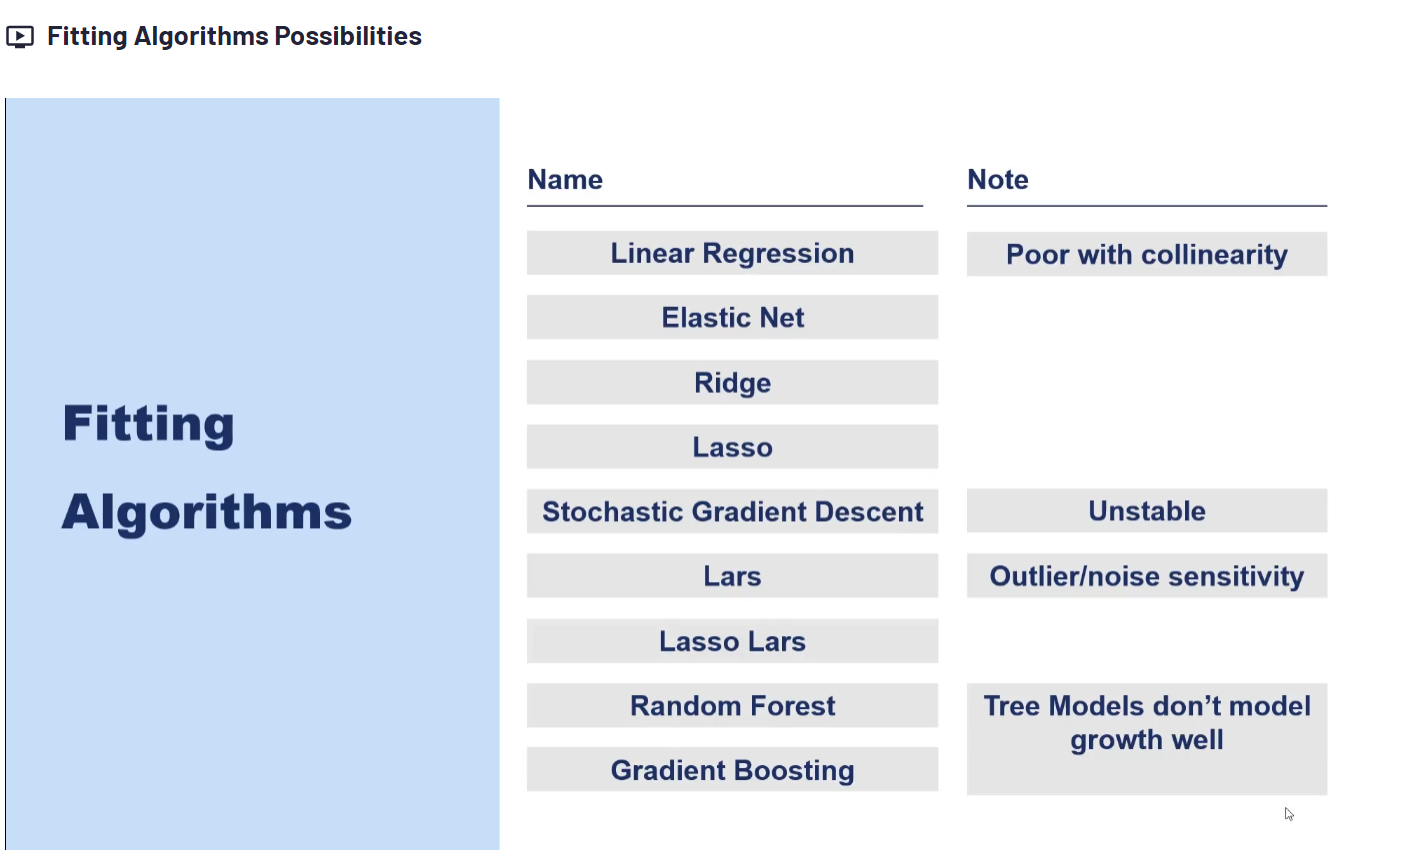 Fitting Algorithms Possibilities
Fitting
Algorithms
Name
Note
Linear Regression
Poor with collinearity
Elastic Net
Ridge
Lasso
Stochastic Gradient Descent
Unstable
Lars
Outlier/noise sensitivity
Lasso Lars
Random Forest
Tree Models don’t model
growth well
Gradient Boosting